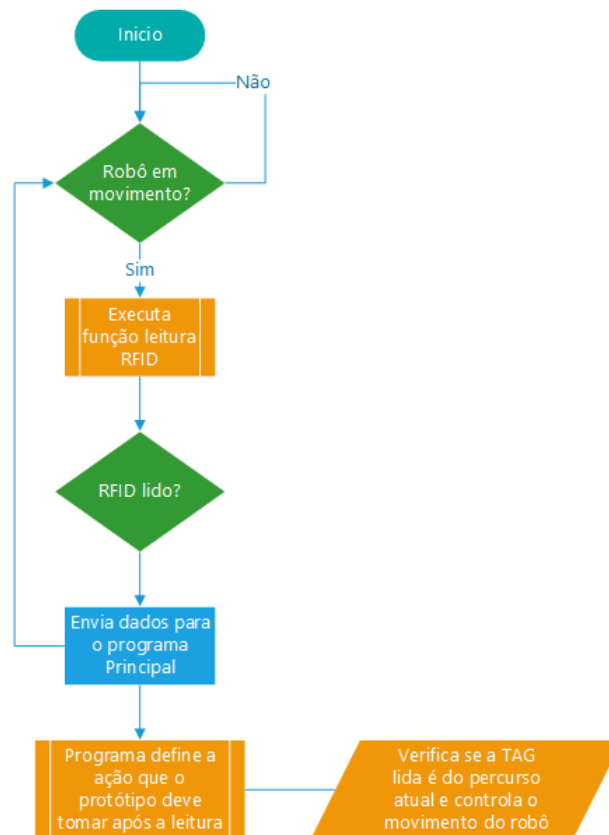 Inicio
Não
Robô em
movimento?
Sim
Executa
função leitura
RFID
RFID lido?
Envia dados para
o programa
Principal
Programa define a
ação que o
protótipo deve
tomar após a leitura
Verifica se a TAG
lida é do percurso
atual e controla o
movimento do robô